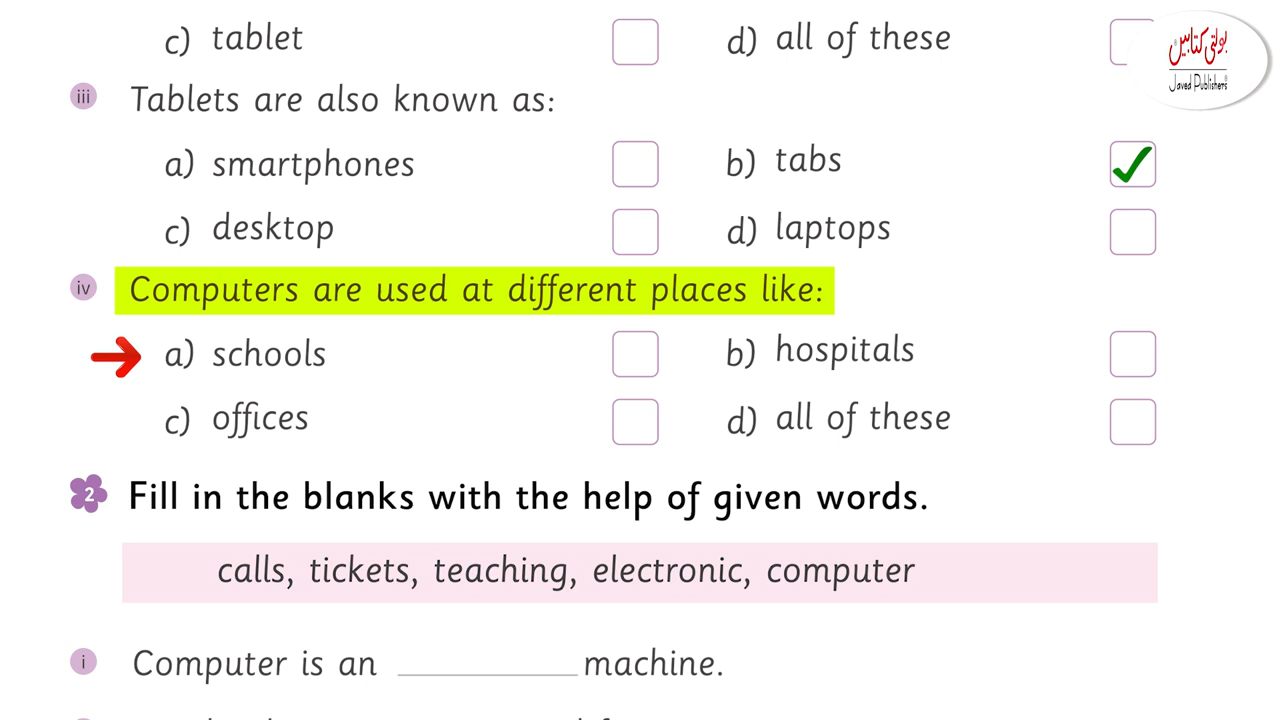 c) tablet d) all of these
بولتی کتابیں
Javed Publishers®
iii Tablets are also known as:
a) smartphones b) tabs
c) desktop d) laptops
iv Computers are used at different places like:
a) schools b) hospitals
c) offices d) all of these
2 Fill in the blanks with the help of given words.
calls, tickets, teaching, electronic, computer
i Computer is an __________ machine.